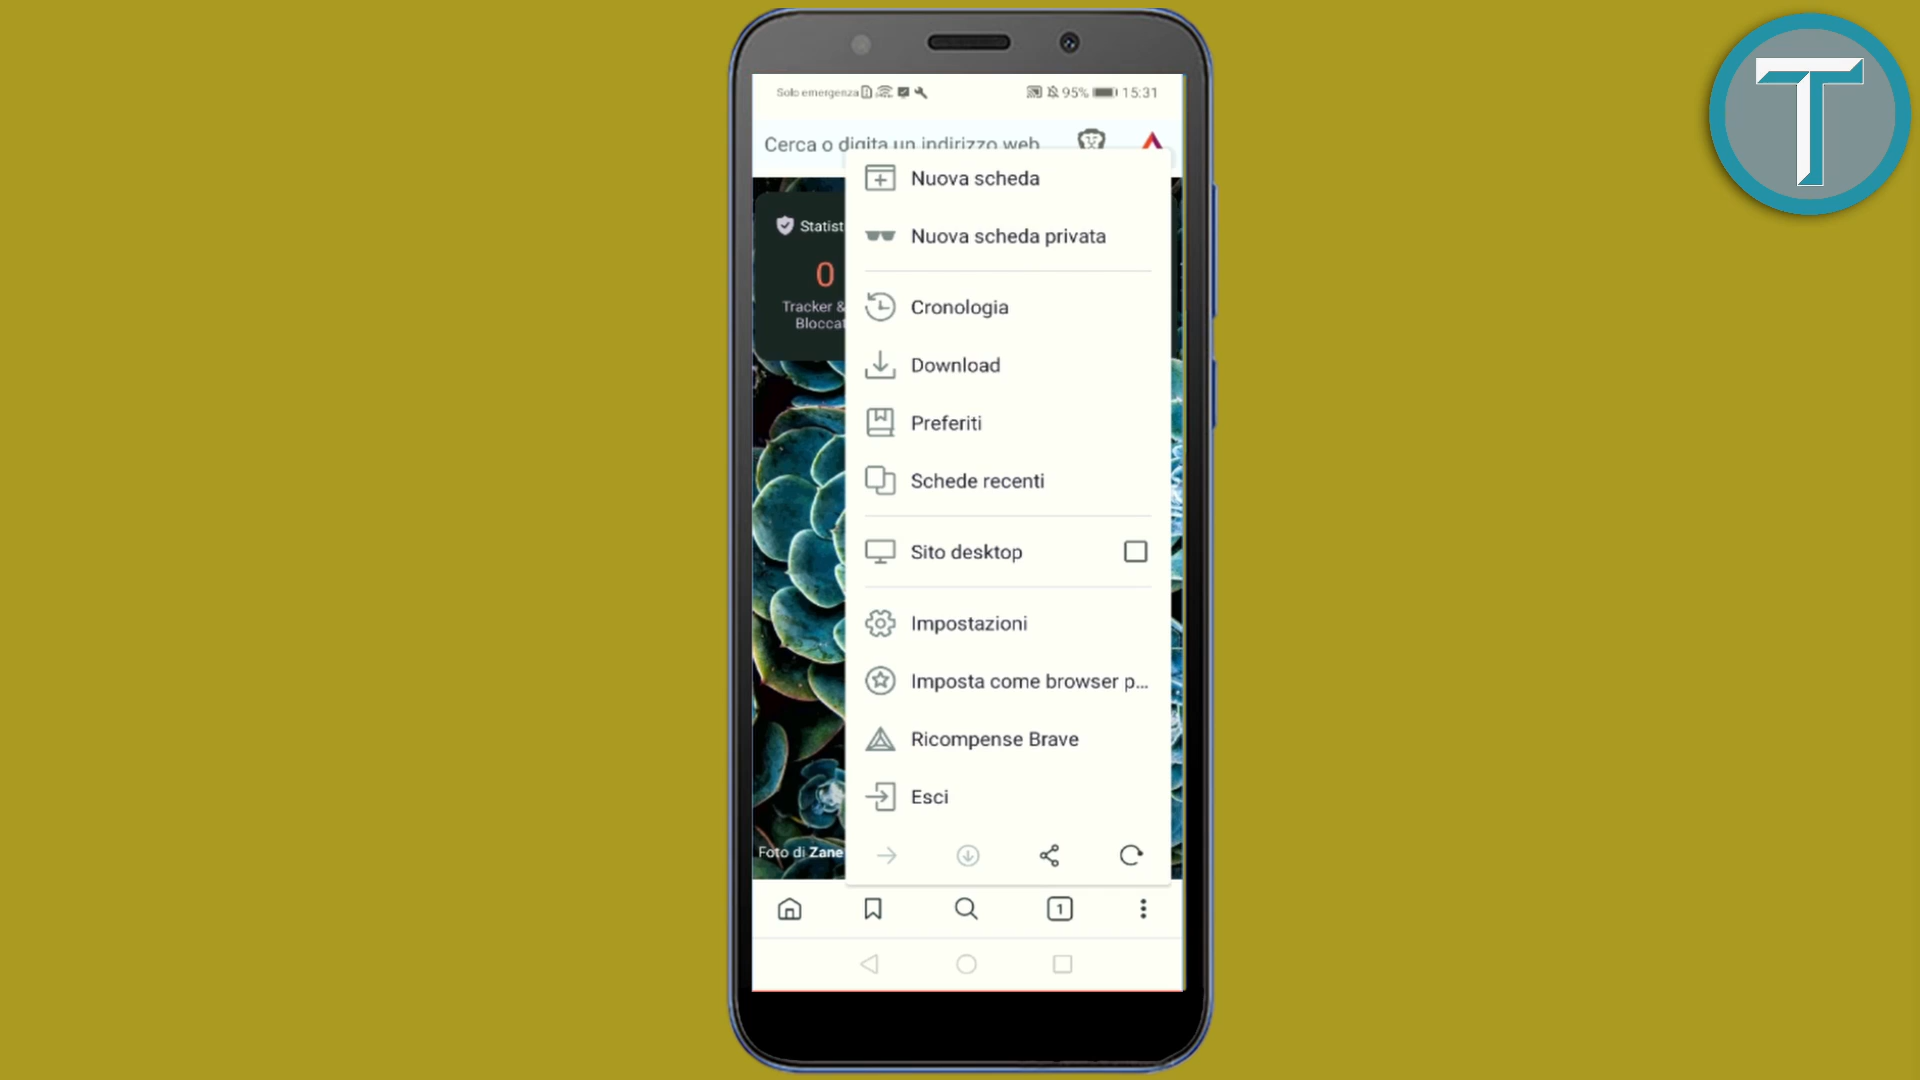 T
Solo emergenza 95% 15:31
Cerca o digita un indirizzo web
Nuova scheda
Nuova scheda privata
Statist
0
Tracker &
Bloccat
Cronologia
Download
Preferiti
Schede recenti
Sito desktop
Impostazioni
Imposta come browser p...
Ricompense Brave
Esci
Foto di Zane
1